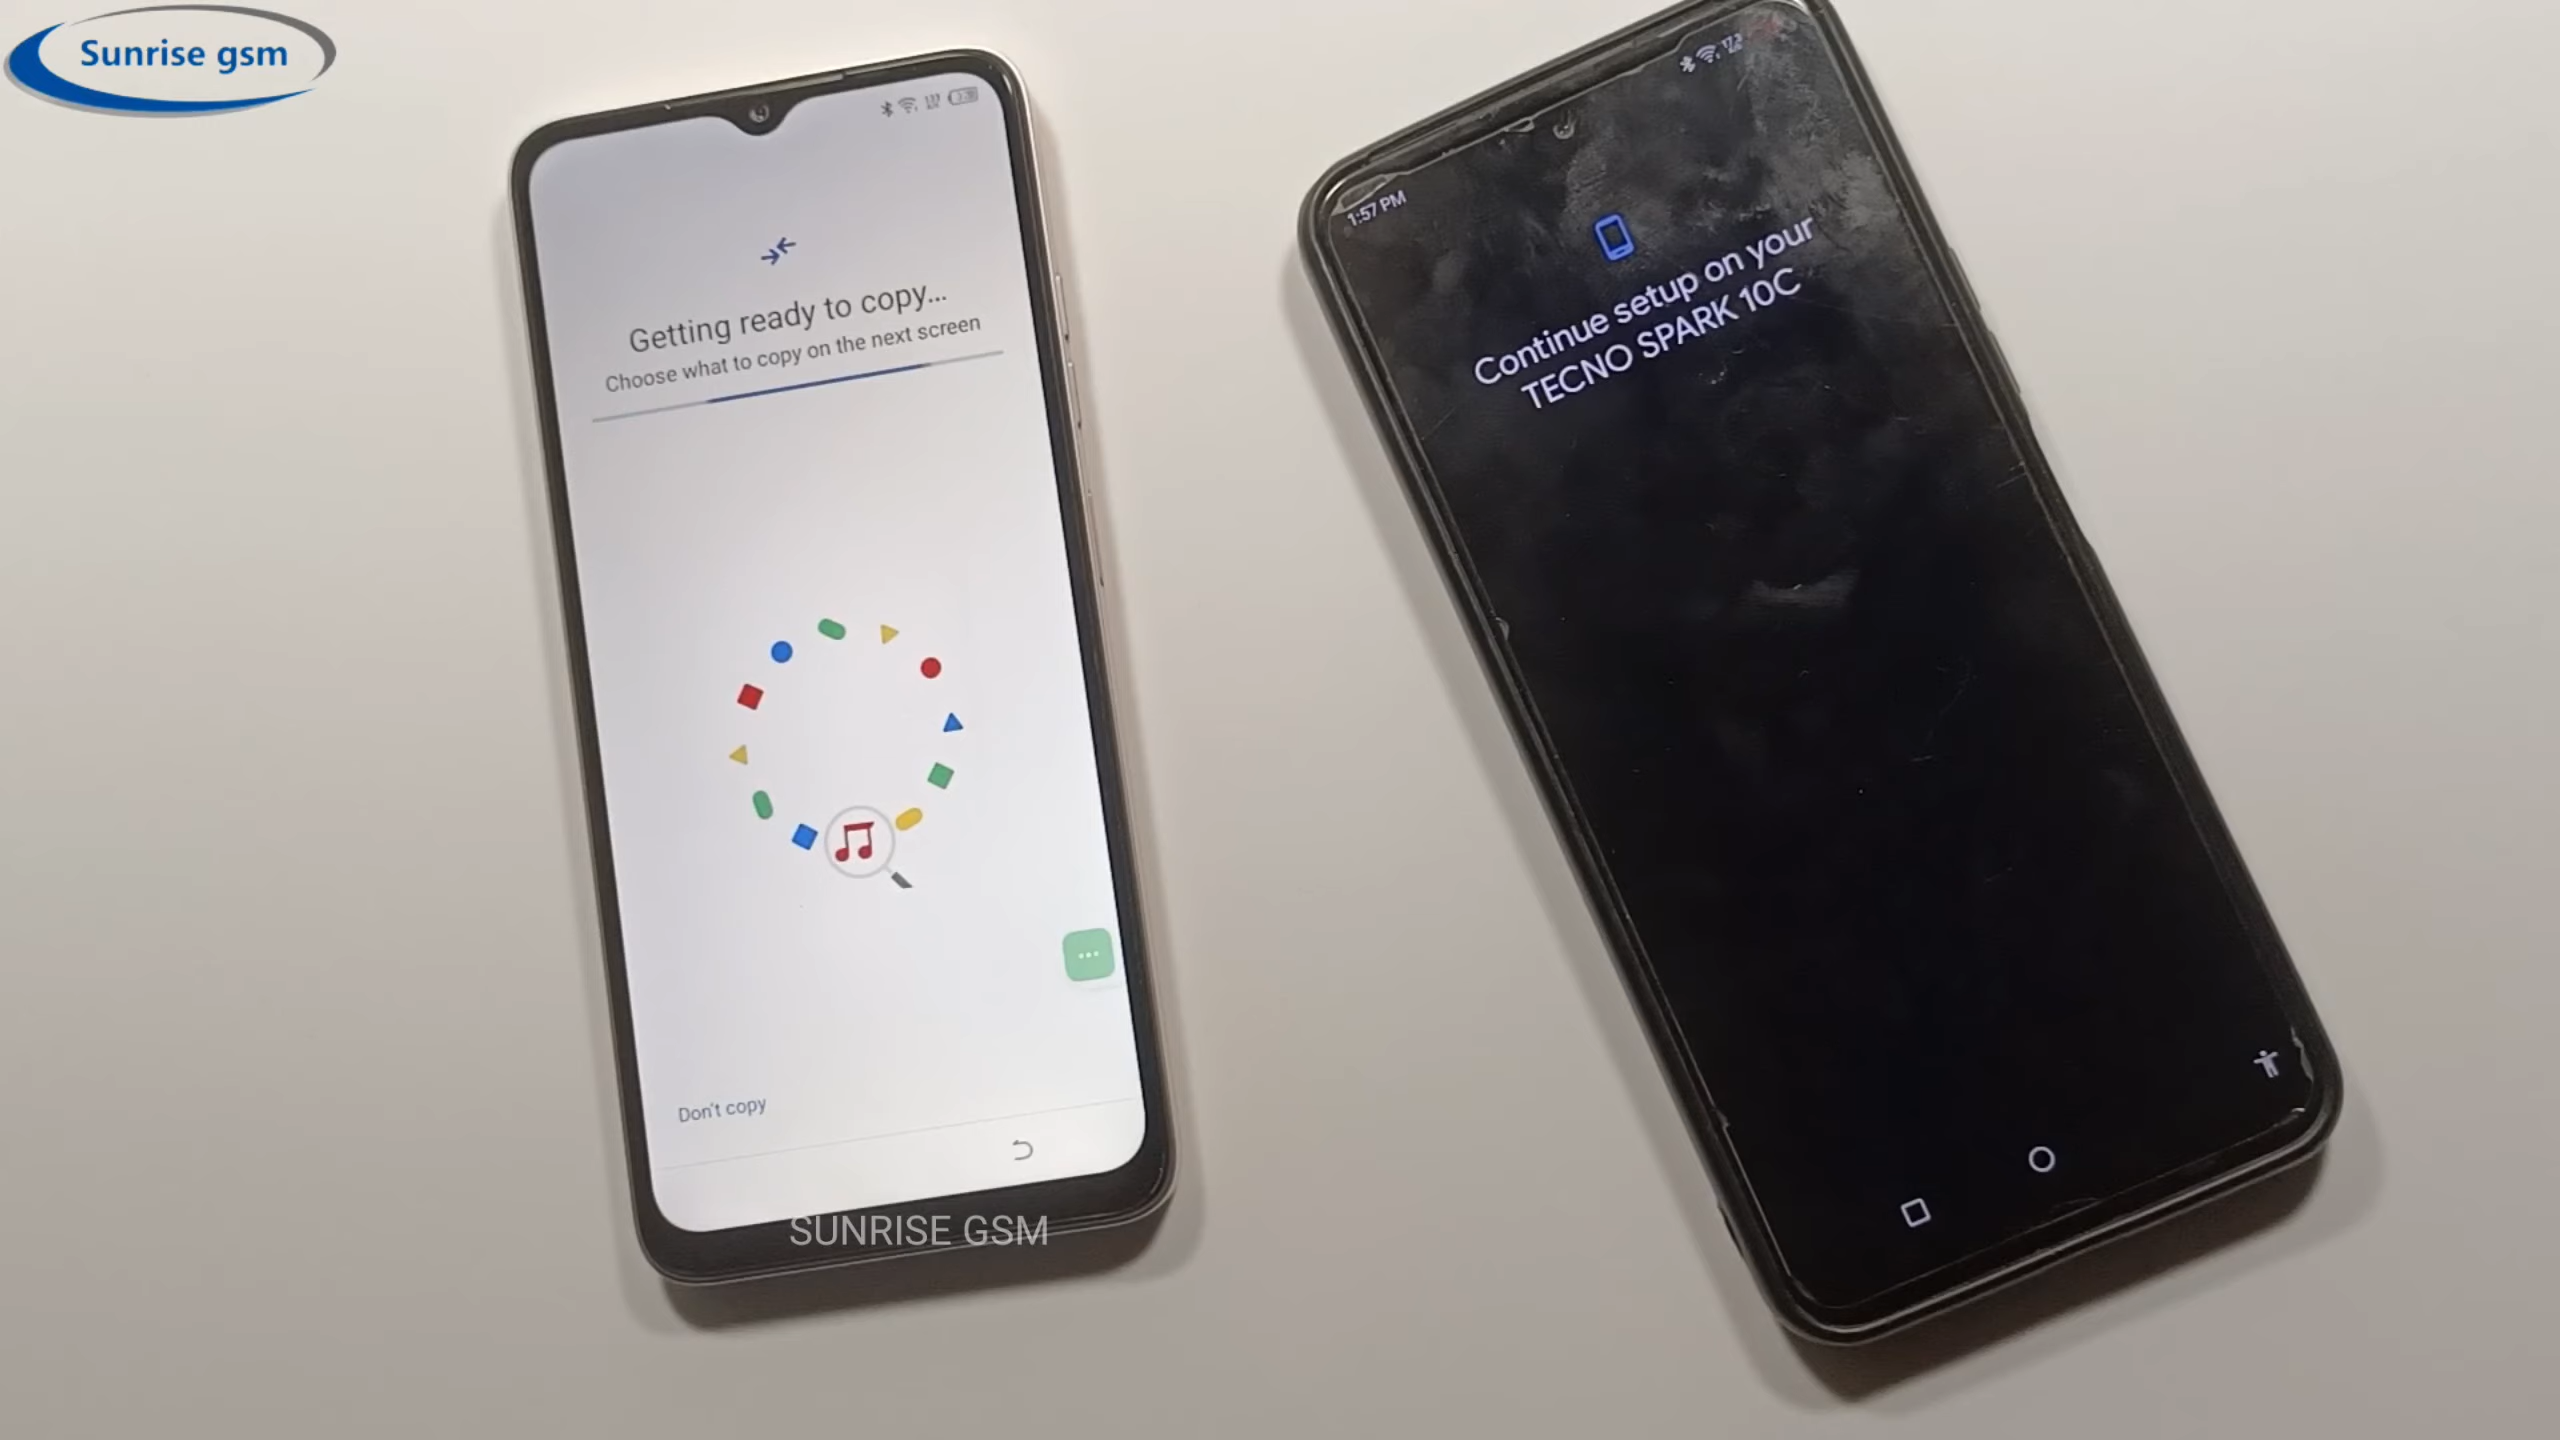 Sunrise gsm
Getting ready to copy...
Choose what to copy on the next screen
Don't copy
SUNRISE GSM
1:57 PM
Continue setup on your
TECNO SPARK 10C